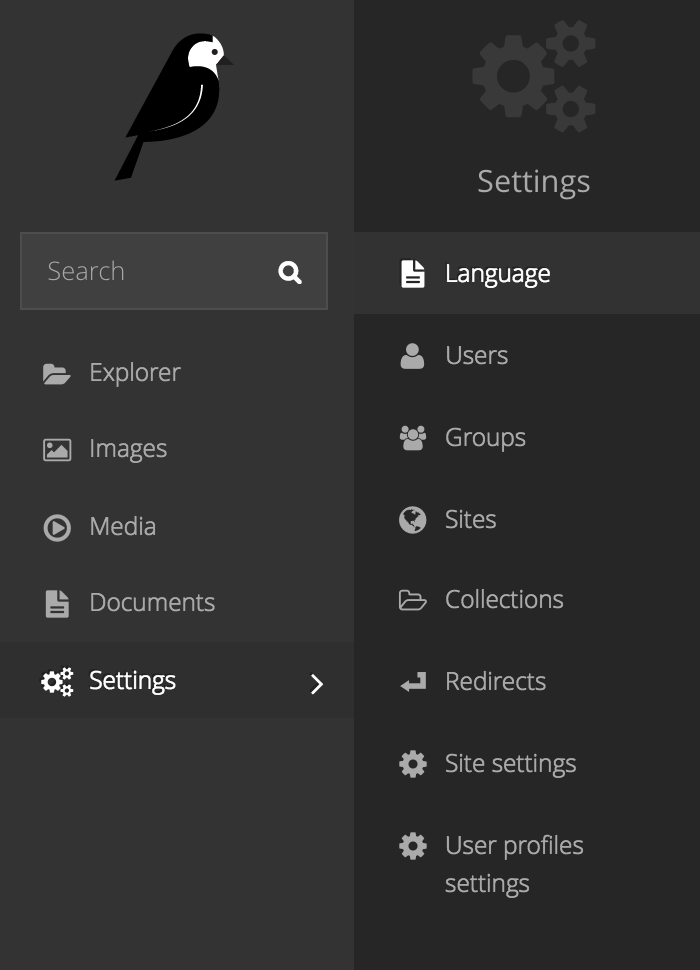 Search
Explorer
Images
Media
Documents
Settings
Settings
Language
Users
Groups
Sites
Collections
Redirects
Site settings
User profiles
settings